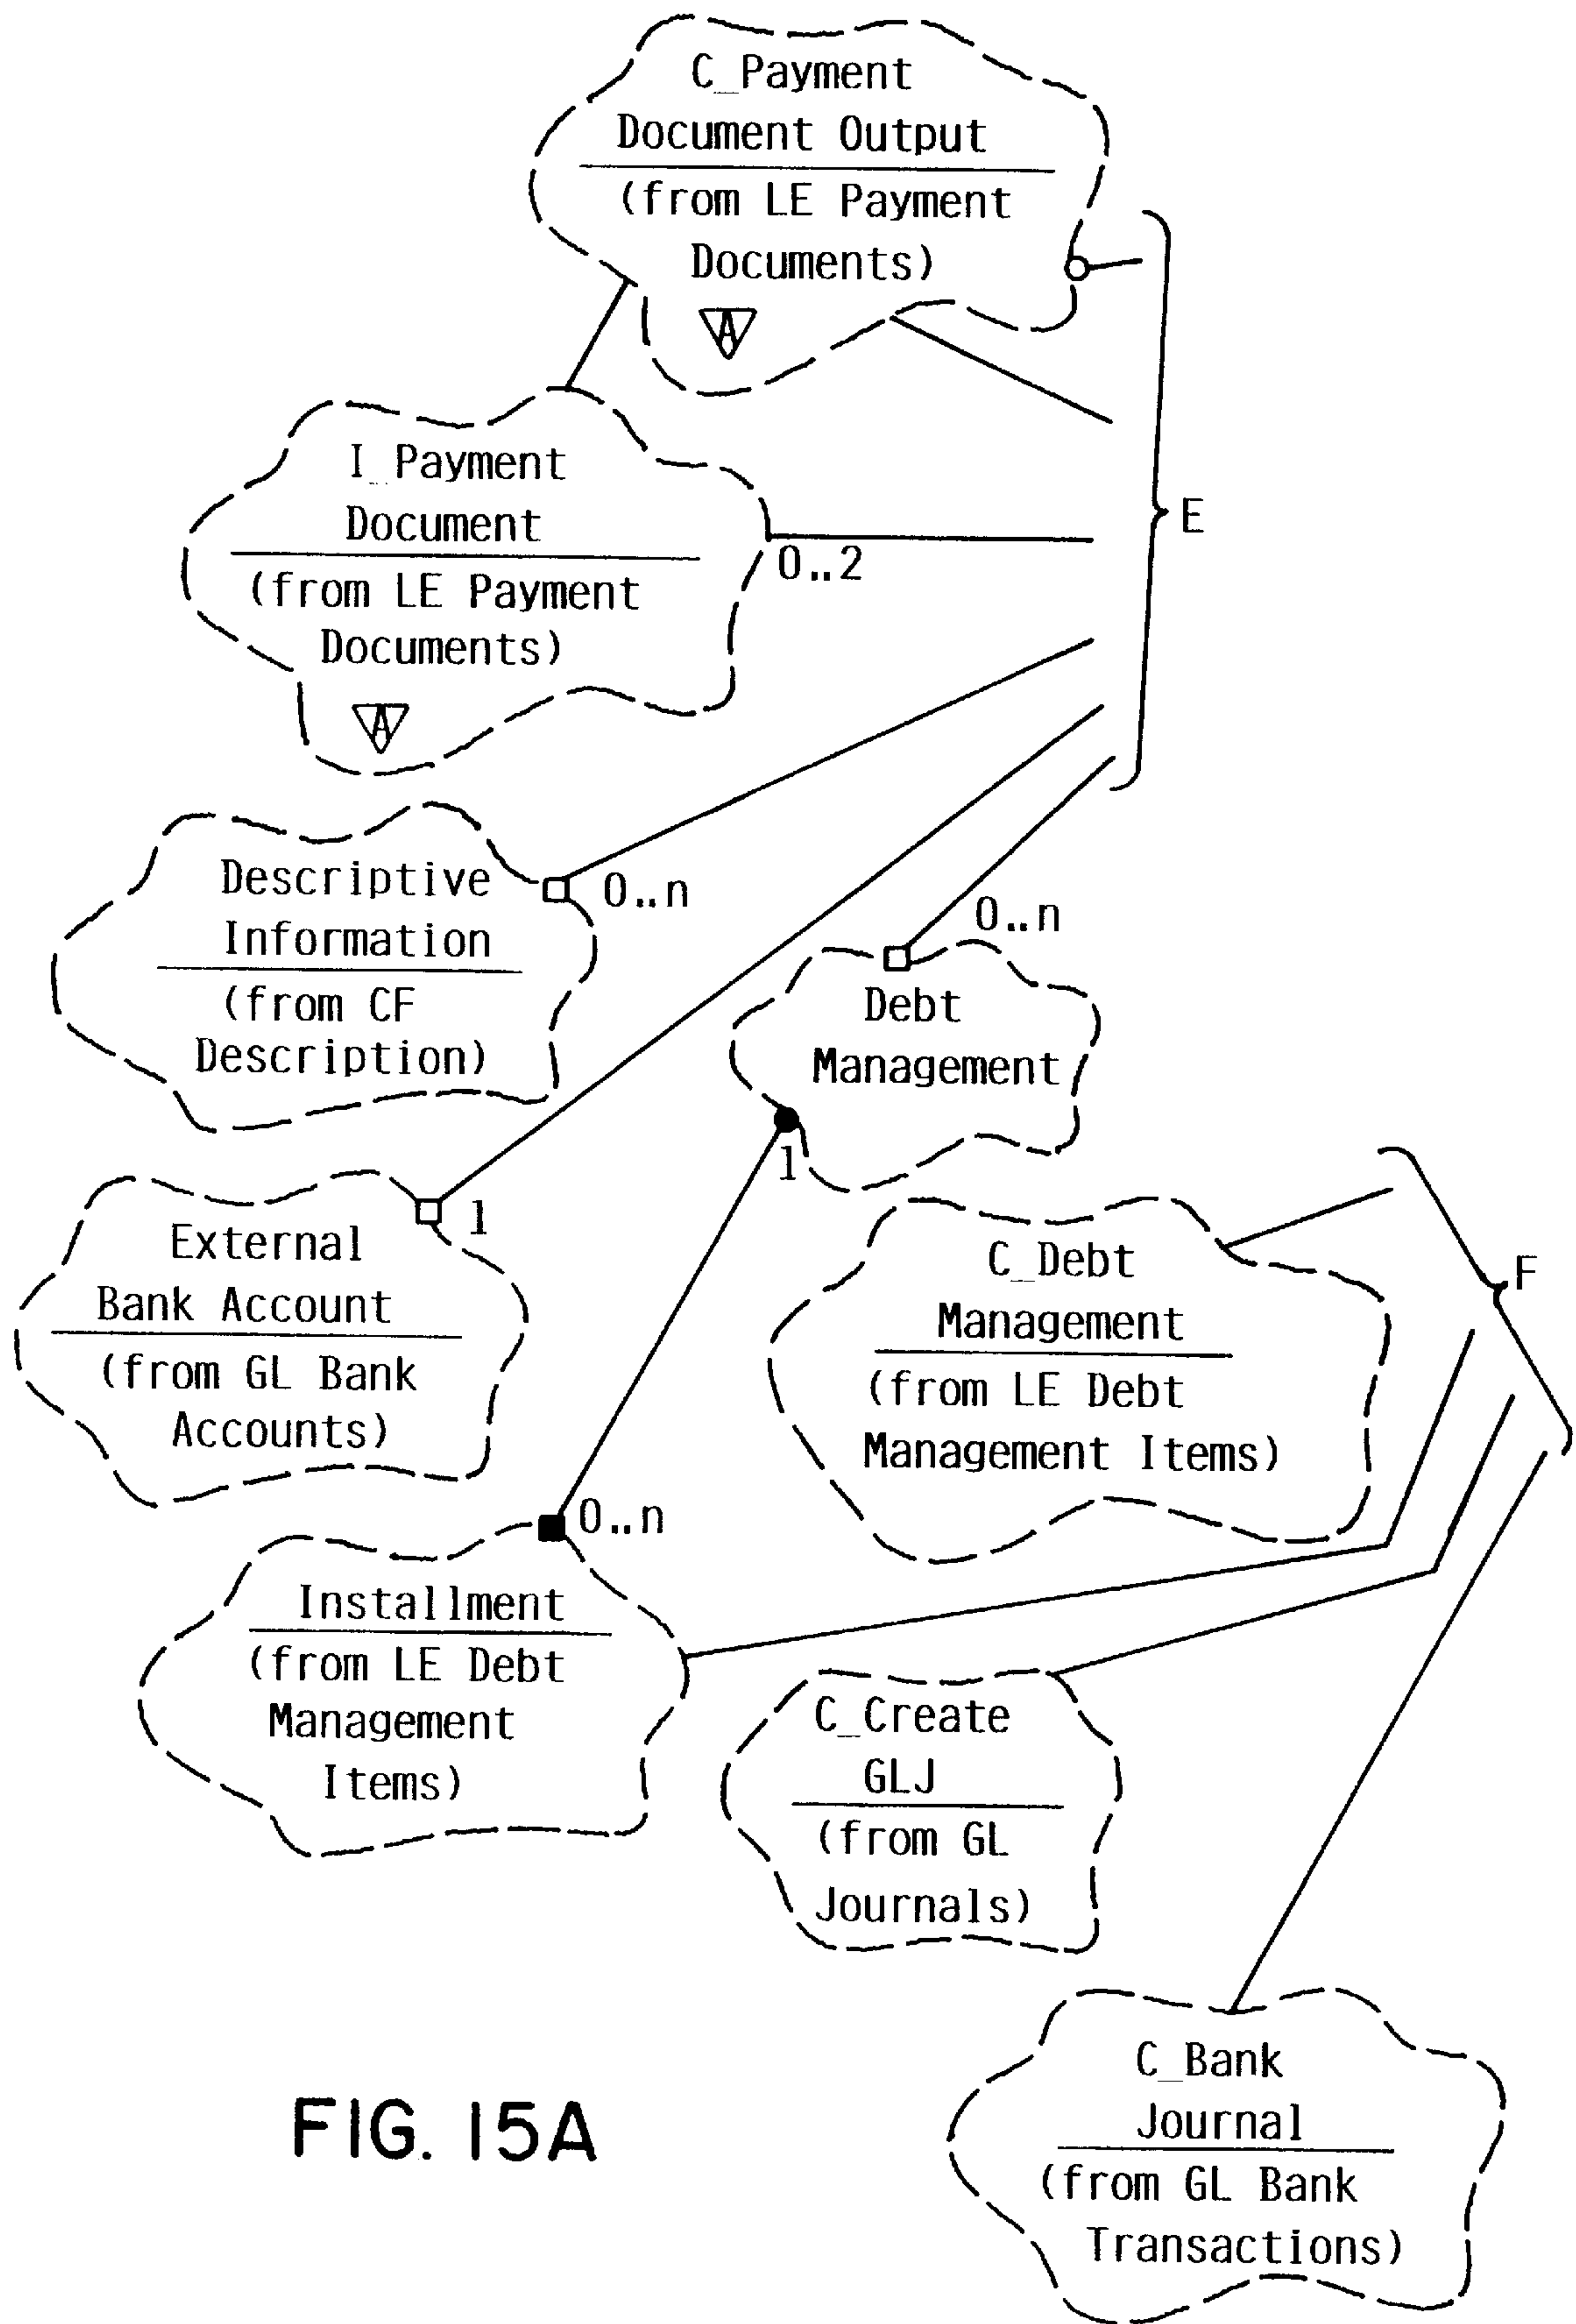 C_Payment
Document Output
(from LE Payment
Documents)
A
I_Payment
Document
(from LE Payment
Documents)
A
0..2
E
Descriptive
Information
(from CF
Description)
0..n
0..n
Debt
Management
1
External
Bank Account
(from GL Bank
Accounts)
1
C_Debt
Management
(from LE Debt
Management Items)
F
0..n
Installment
(from LE Debt
Management
Items)
C_Create
GLJ
(from GL
Journals)
C_Bank
Journal
(from GL Bank
Transactions)
FIG. 15A